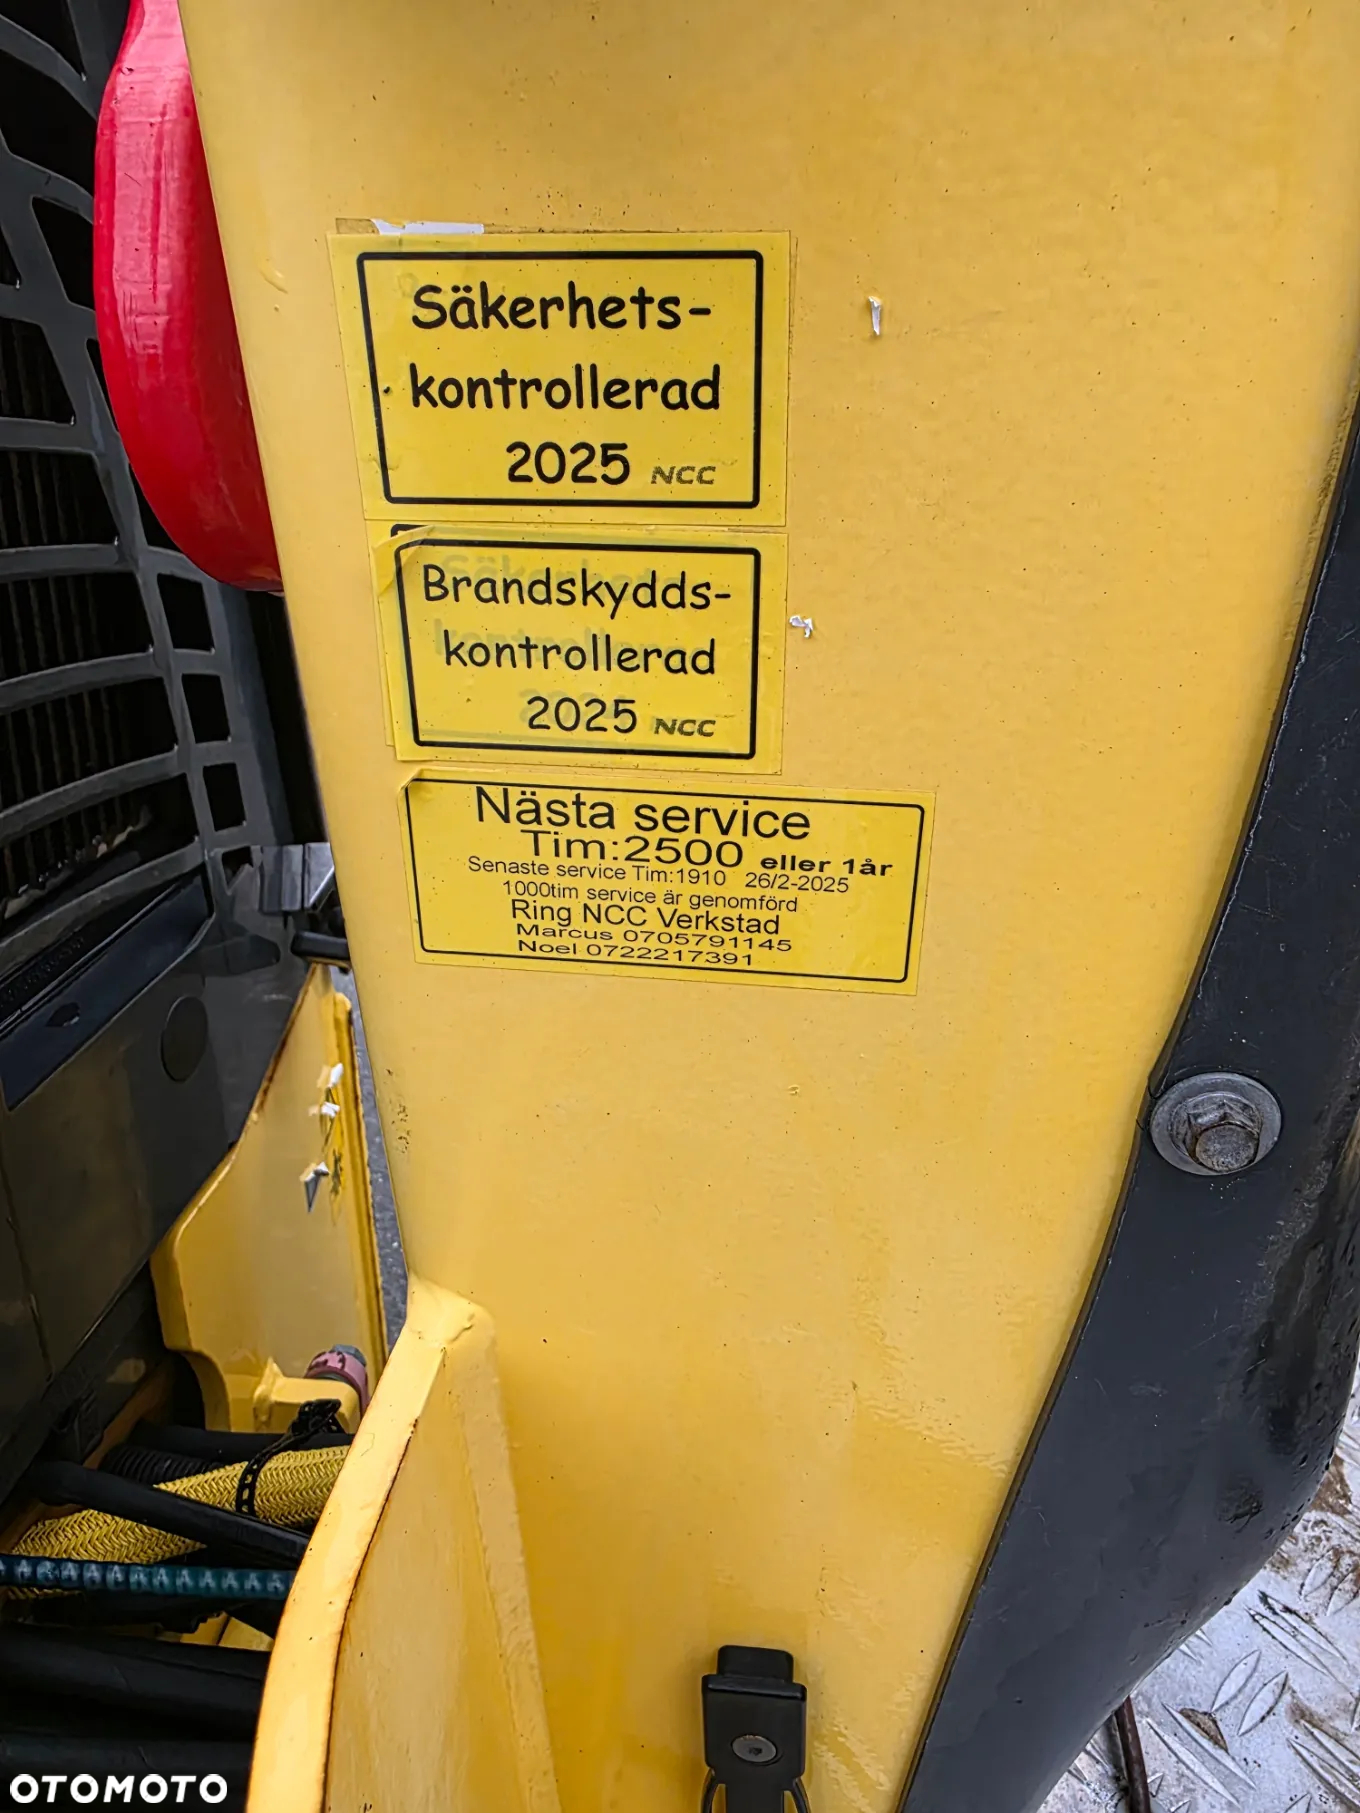 Säkerhets-
kontrollerad
2025 NCC
Brandskydds-
kontrollerad
2025 NCC
Nästa service
Tim:2500 eller 1år
Senaste service Tim:1910 26/2-2025
1000tim service är genomförd
Ring NCC Verkstad
Marcus 0705791145
Noel 0722217391
OTOMOTO